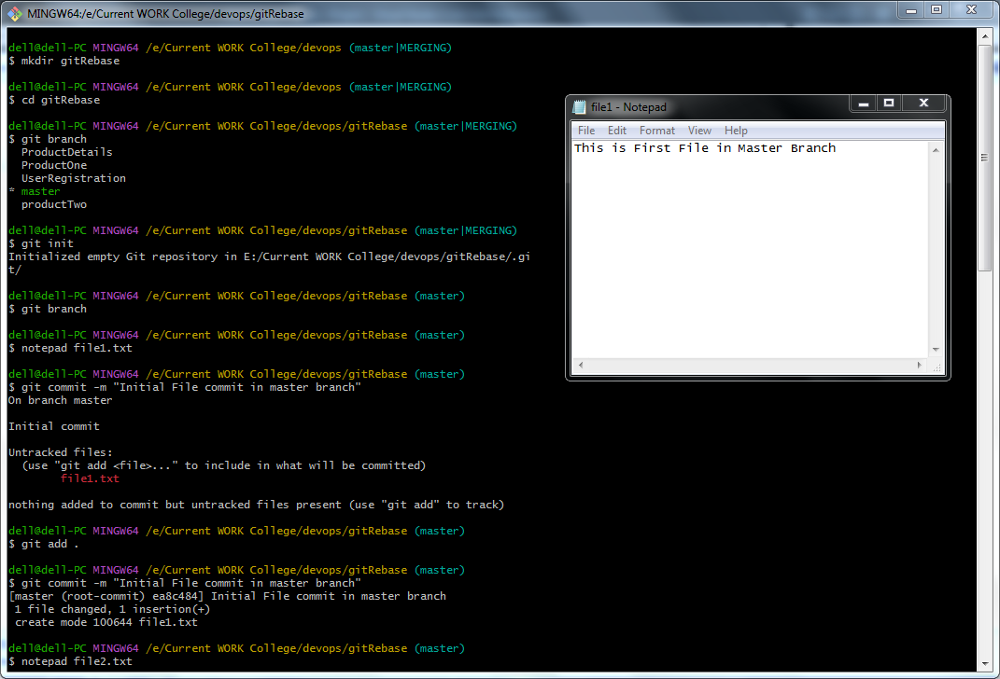 MINGW64:/e/Current WORK College/devops/gitRebase
dell@dell-PC MINGW64 /e/Current WORK College/devops (master|MERGING)
$ mkdir gitRebase
dell@dell-PC MINGW64 /e/Current WORK College/devops (master|MERGING)
$ cd gitRebase
dell@dell-PC MINGW64 /e/Current WORK College/devops/gitRebase (master|MERGING)
$ git branch
ProductDetails
ProductOne
UserRegistration
* master
productTwo
dell@dell-PC MINGW64 /e/Current WORK College/devops/gitRebase (master|MERGING)
$ git init
Initialized empty Git repository in E:/Current WORK College/devops/gitRebase/.gi
t/
dell@dell-PC MINGW64 /e/Current WORK College/devops/gitRebase (master)
$ git branch
dell@dell-PC MINGW64 /e/Current WORK College/devops/gitRebase (master)
$ notepad file1.txt
dell@dell-PC MINGW64 /e/Current WORK College/devops/gitRebase (master)
$ git commit -m "Initial File commit in master branch"
On branch master
Initial commit
Untracked files:
(use "git add <file>..." to include in what will be committed)
file1.txt
nothing added to commit but untracked files present (use "git add" to track)
dell@dell-PC MINGW64 /e/Current WORK College/devops/gitRebase (master)
$ git add .
dell@dell-PC MINGW64 /e/Current WORK College/devops/gitRebase (master)
$ git commit -m "Initial File commit in master branch"
[master (root-commit) ea8c484] Initial File commit in master branch
1 file changed, 1 insertion(+)
create mode 100644 file1.txt
dell@dell-PC MINGW64 /e/Current WORK College/devops/gitRebase (master)
$ notepad file2.txt
file1 - Notepad
File Edit Format View Help
This is First File in Master Branch